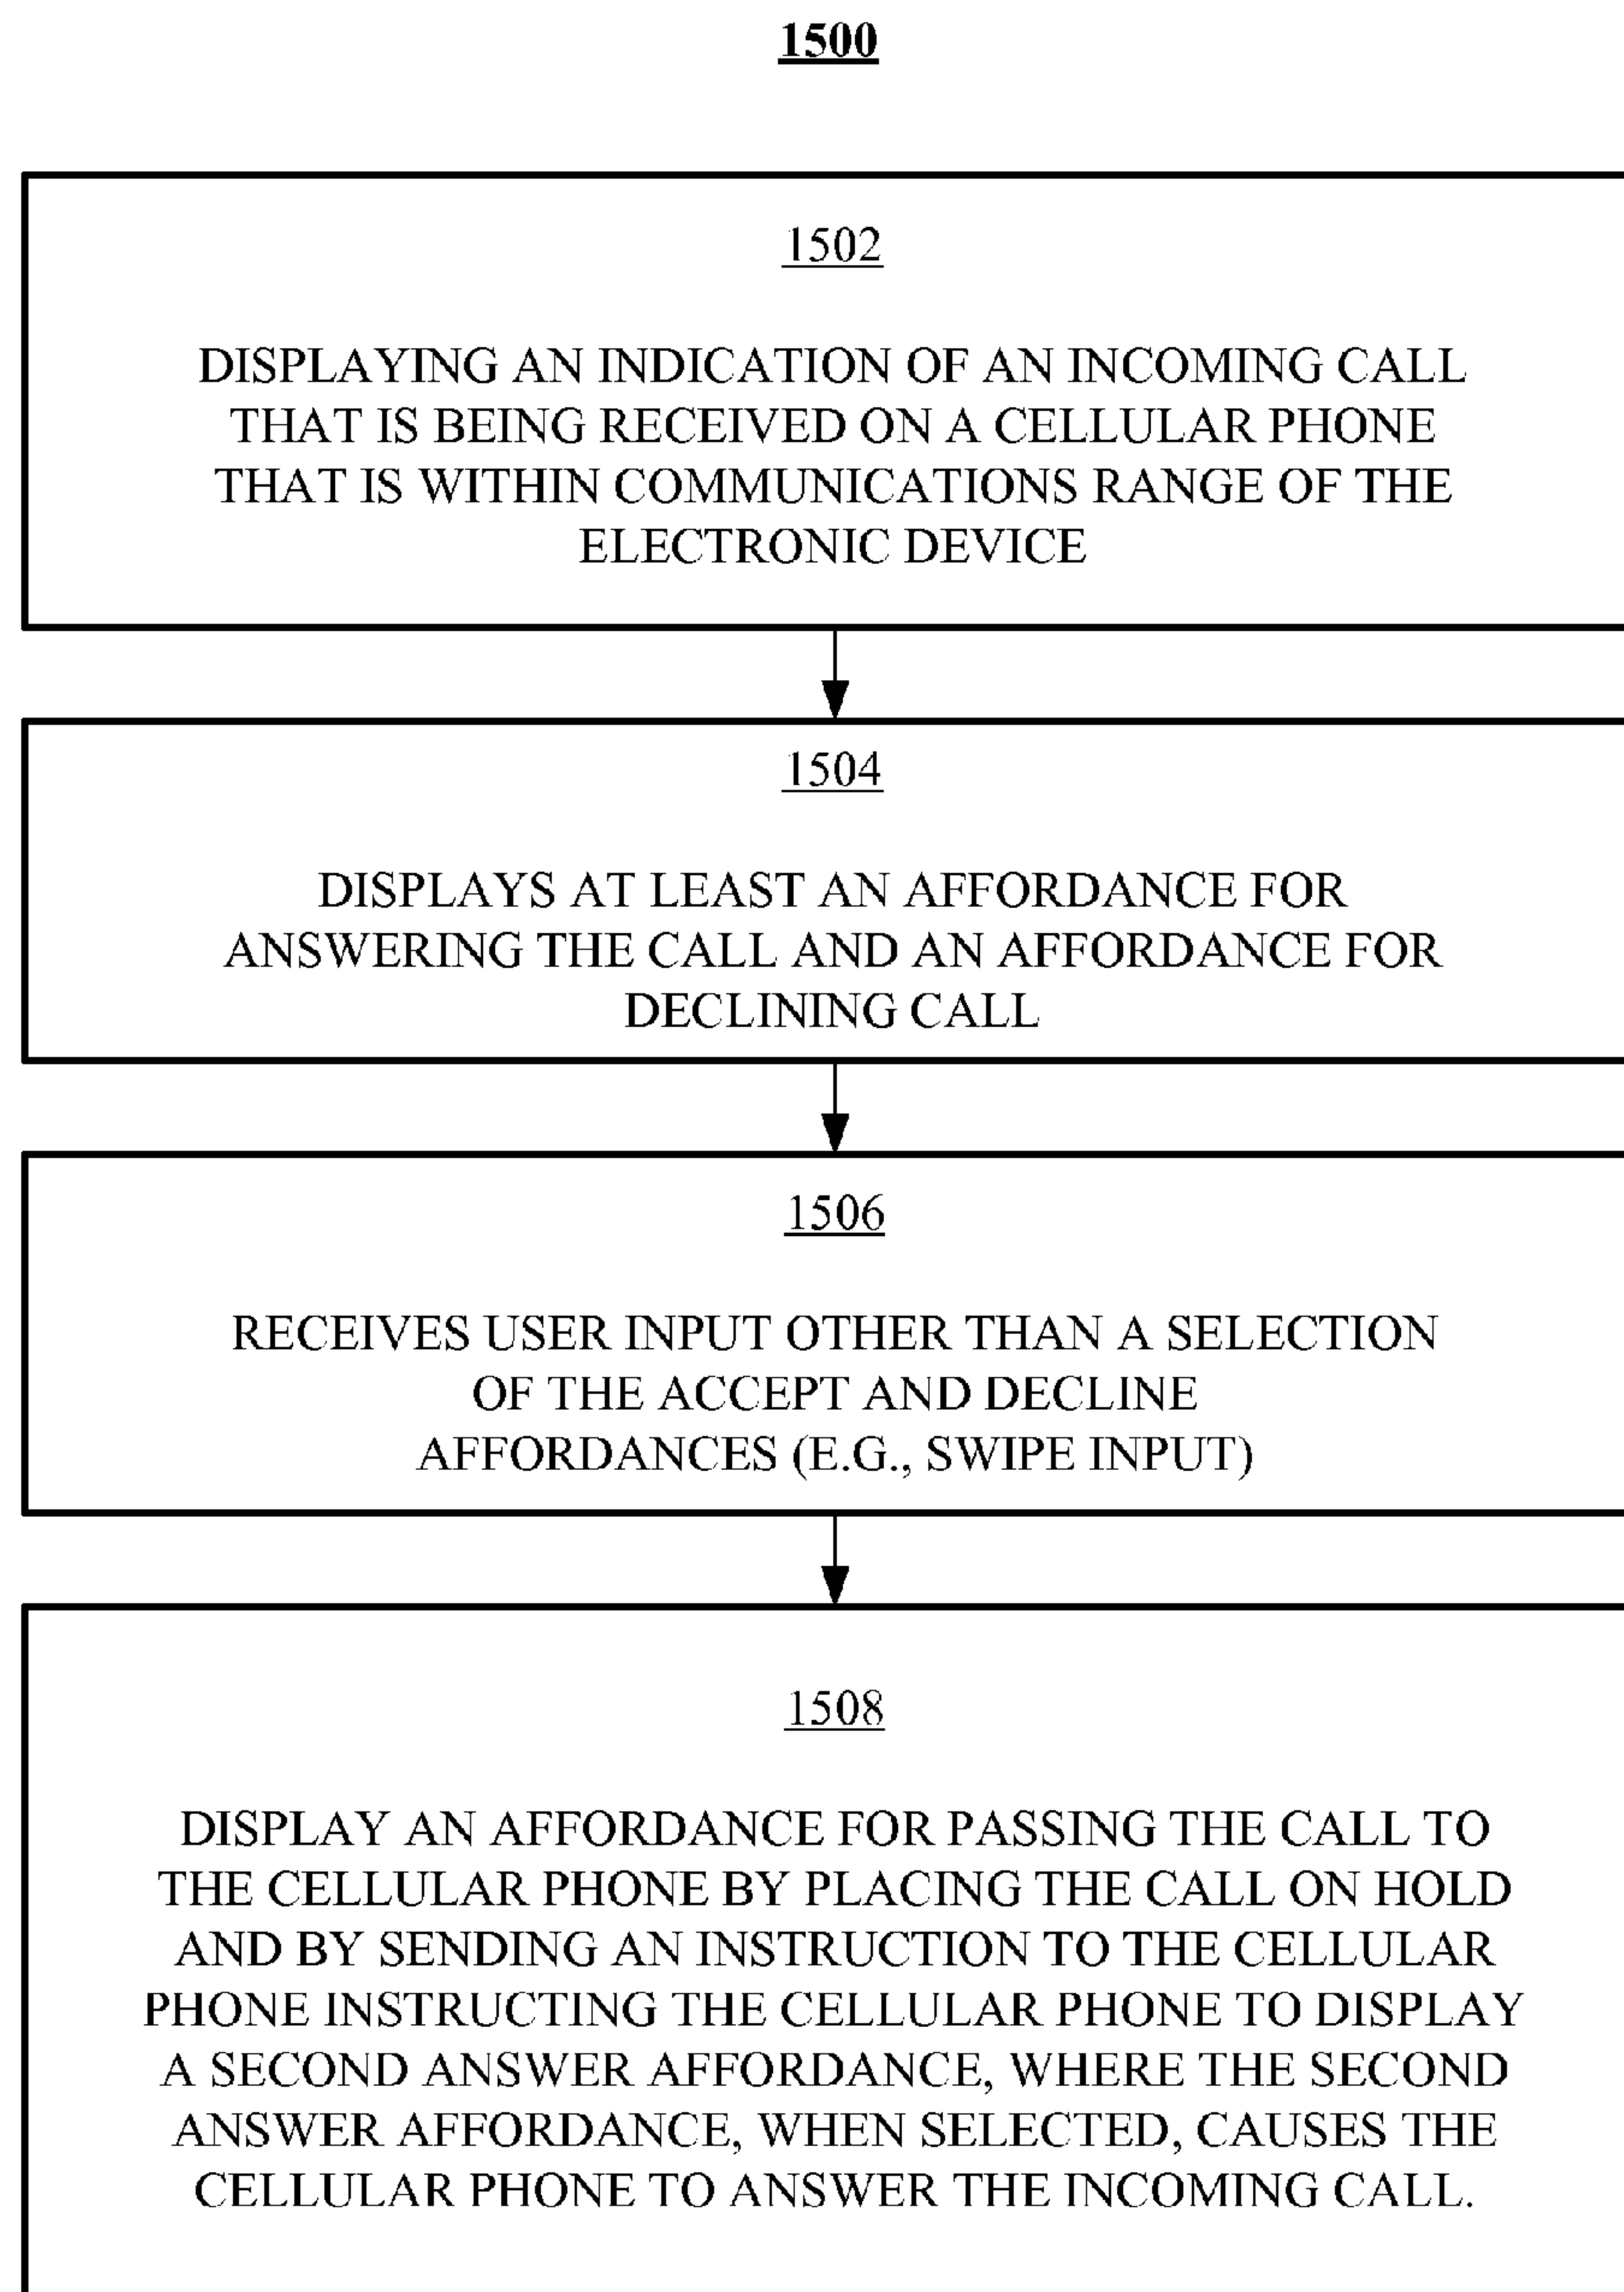 1500
1502
DISPLAYING AN INDICATION OF AN INCOMING CALL
THAT IS BEING RECEIVED ON A CELLULAR PHONE
THAT IS WITHIN COMMUNICATIONS RANGE OF THE
ELECTRONIC DEVICE
1504
DISPLAYS AT LEAST AN AFFORDANCE FOR
ANSWERING THE CALL AND AN AFFORDANCE FOR
DECLINING CALL
1506
RECEIVES USER INPUT OTHER THAN A SELECTION
OF THE ACCEPT AND DECLINE
AFFORDANCES (E.G., SWIPE INPUT)
1508
DISPLAY AN AFFORDANCE FOR PASSING THE CALL TO
THE CELLULAR PHONE BY PLACING THE CALL ON HOLD
AND BY SENDING AN INSTRUCTION TO THE CELLULAR
PHONE INSTRUCTING THE CELLULAR PHONE TO DISPLAY
A SECOND ANSWER AFFORDANCE, WHERE THE SECOND
ANSWER AFFORDANCE, WHEN SELECTED, CAUSES THE
CELLULAR PHONE TO ANSWER THE INCOMING CALL.